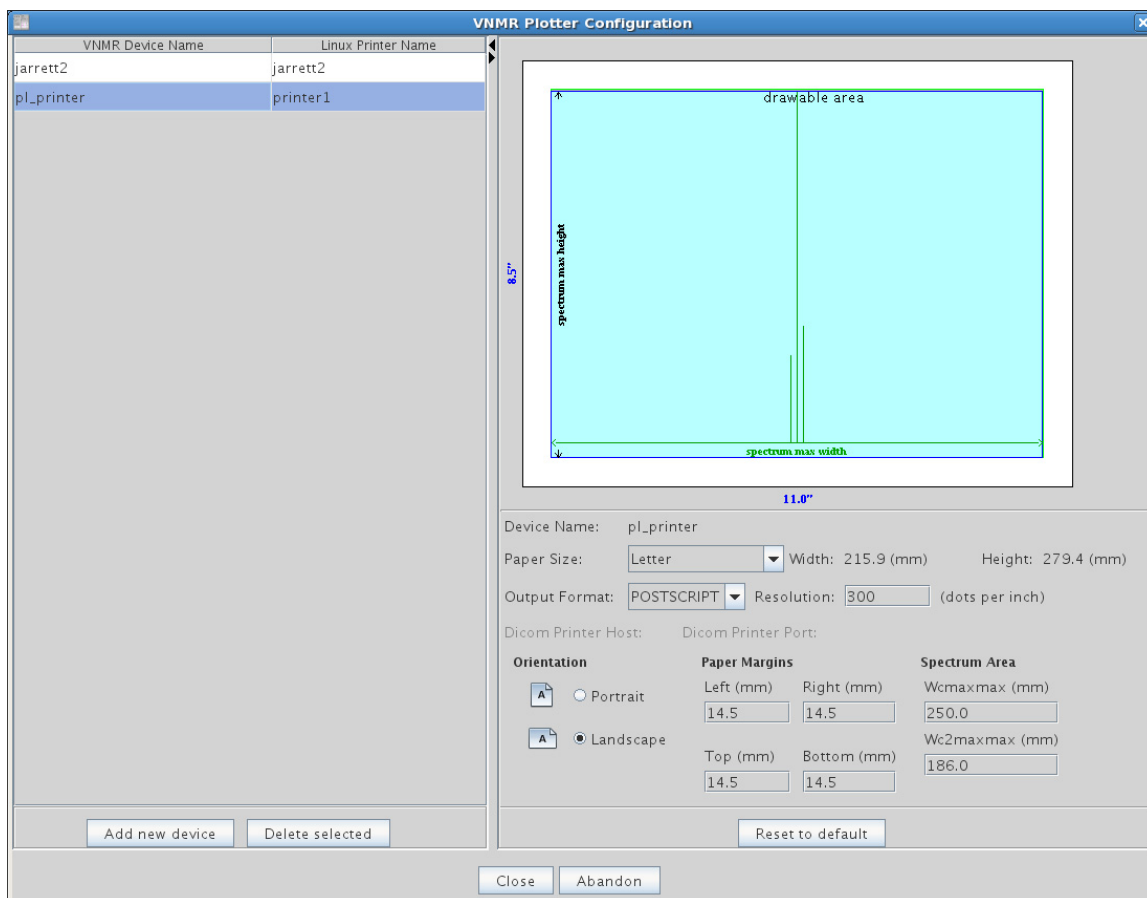 VNMR Plotter Configuration
VNMR Device Name Linux Printer Name
jarrett2 jarrett2
pl_printer printer1
drawable area
spectrum max height
8.5"
spectrum max width
11.0"
Device Name: pl_printer
Paper Size: Letter Width: 215.9 (mm) Height: 279.4 (mm)
Output Format: POSTSCRIPT Resolution: 300 (dots per inch)
Dicom Printer Host: Dicom Printer Port:
Orientation Paper Margins Spectrum Area
Left (mm) Right (mm) Wcmaxmax (mm)
A Portrait
14.5 14.5 250.0
A Landscape
Wc2maxmax (mm)
Top (mm) Bottom (mm)
186.0
14.5 14.5
Add new device Delete selected Reset to default
Close Abandon